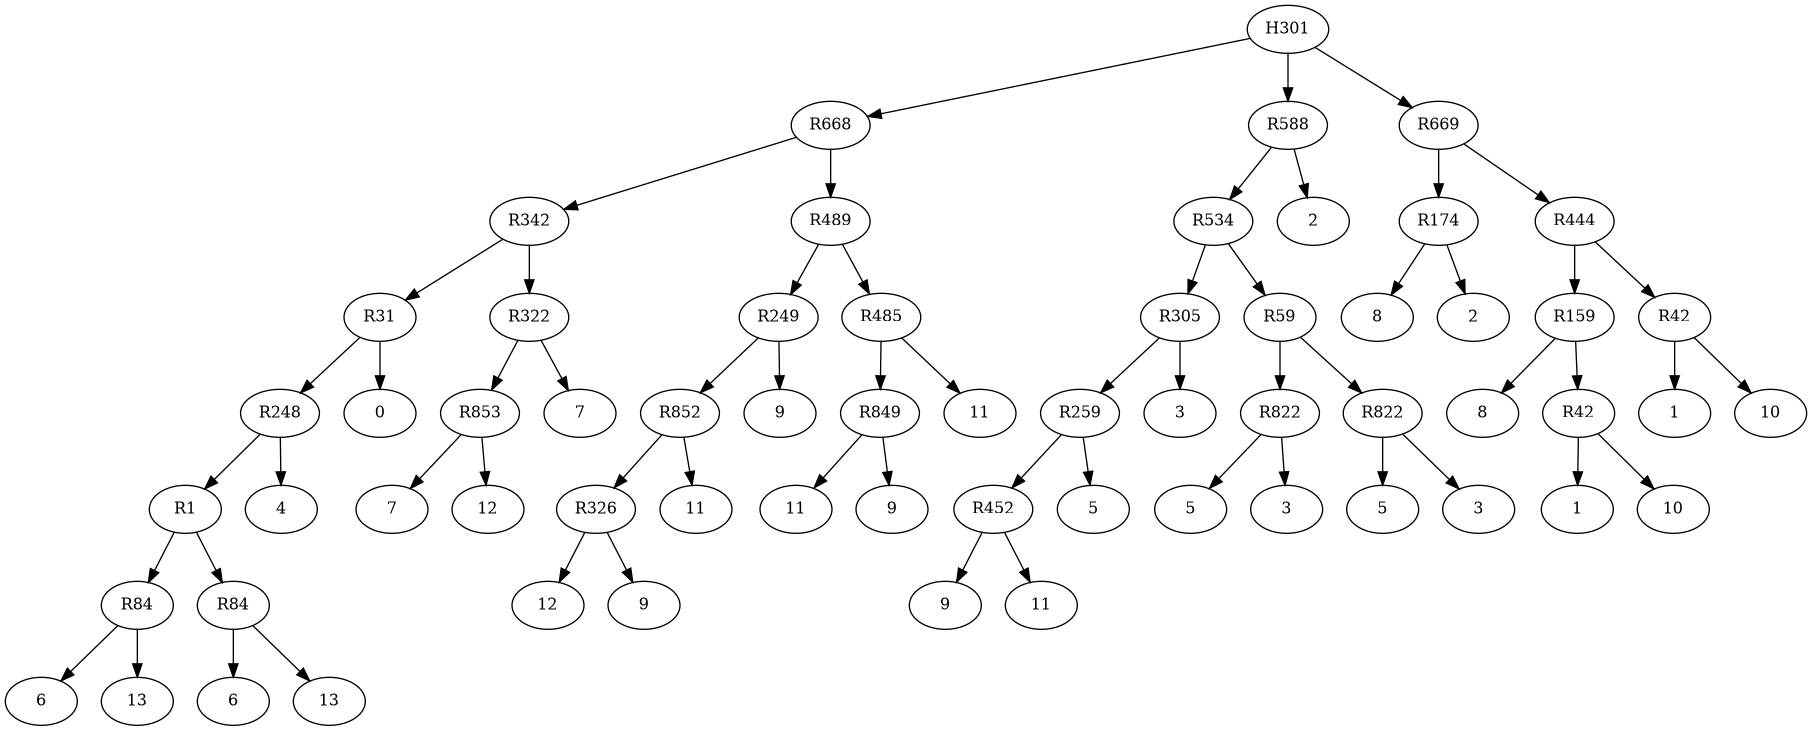 H301
R668 R588 R669
R342 R489 R534 2 R174 R444
R31 R322 R249 R485 R305 R59 8 2 R159 R42
R248 0 R853 7 R852 9 R849 11 R259 3 R822 R822 8 R42 1 10
R1 4 7 12 R326 11 11 9 R452 5 5 3 5 3 1 10
R84 R84 12 9 9 11
6 13 6 13